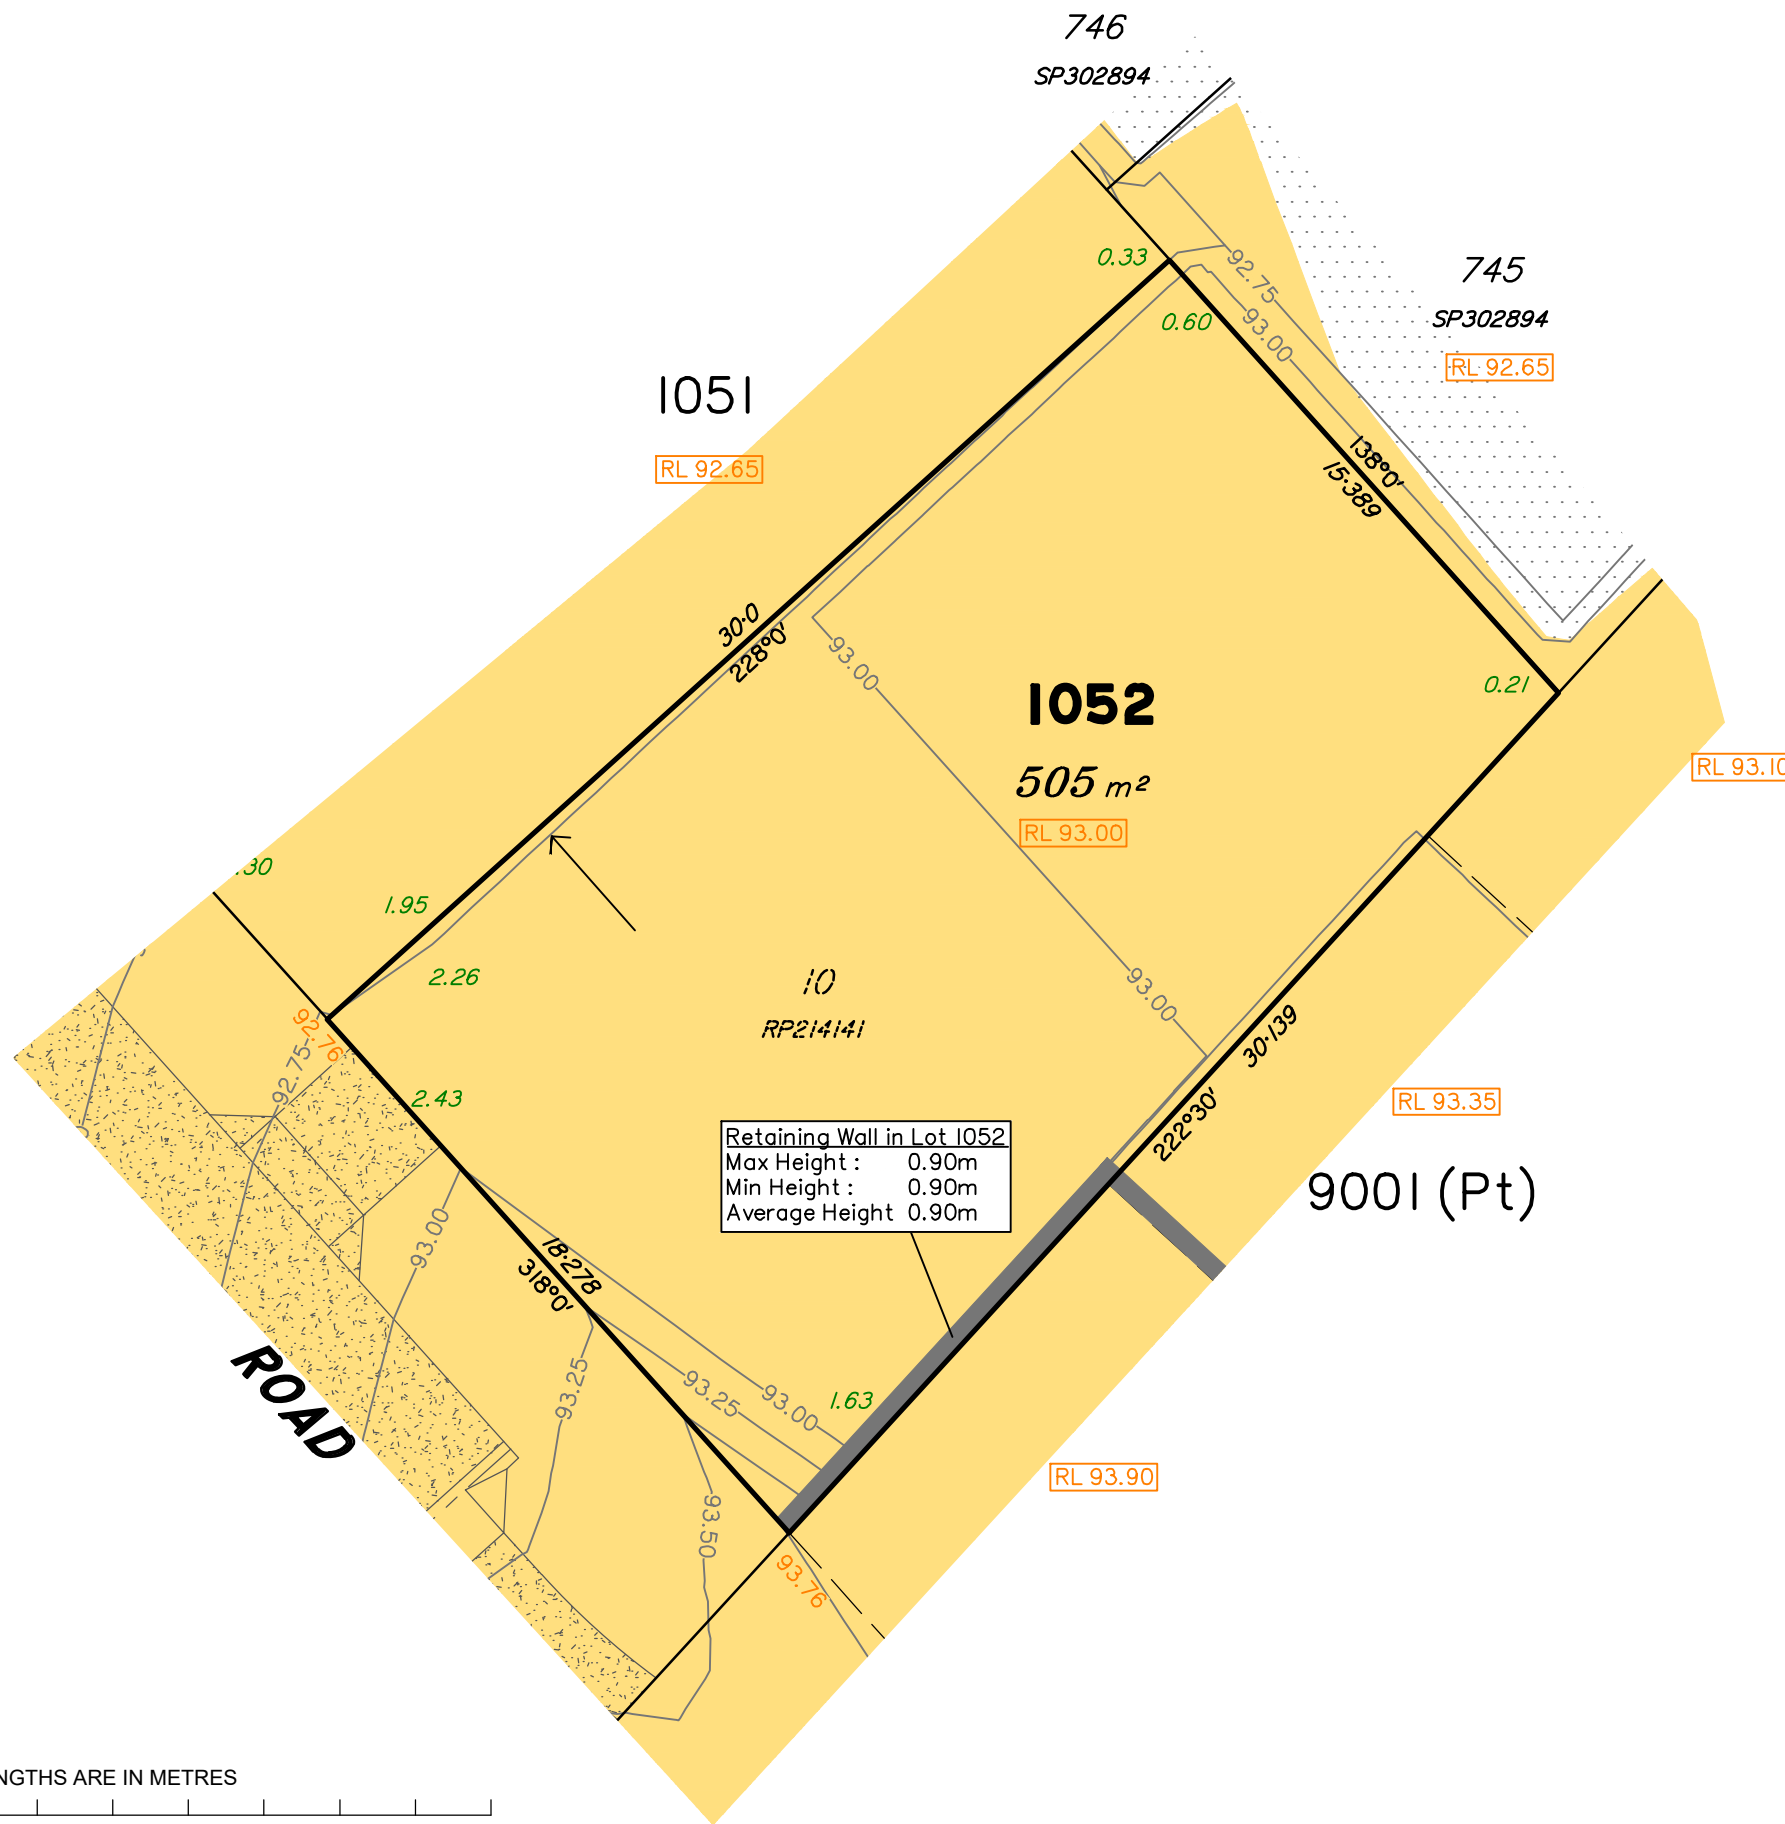 746
SP302894
0.33
92.75
745
0.60
93.00
SP302894
RL 92.65
1051
138°0'
RL 92.65
15·389
30·0
228°0'
93.00
0.21
1052
505 m²
RL 93.10
RL 93.00
.30
1.95
2.26
10
93.00
RP214141
92.76
30·139
92.75
2.43
RL 93.35
222°30'
Retaining Wall in Lot 1052
Max Height : 0.90m
Min Height : 0.90m
Average Height 0.90m
9001 (Pt)
93.00
18·278
318°0'
93.25
93.25
93.00
1.63
ROAD
RL 93.90
93.50
93.76
NGTHS ARE IN METRES